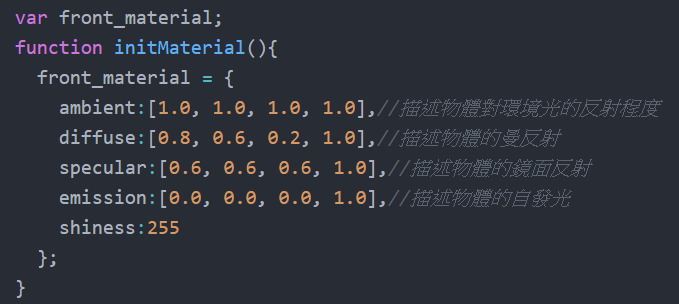 var front_material;
function initMaterial(){
  front_material = {
    ambient:[1.0, 1.0, 1.0, 1.0],//描述物體對環境光的反射程度
    diffuse:[0.8, 0.6, 0.2, 1.0],//描述物體的曼反射
    specular:[0.6, 0.6, 0.6, 1.0],//描述物體的鏡面反射
    emission:[0.0, 0.0, 0.0, 1.0],//描述物體的自發光
    shiness:255
  };
}